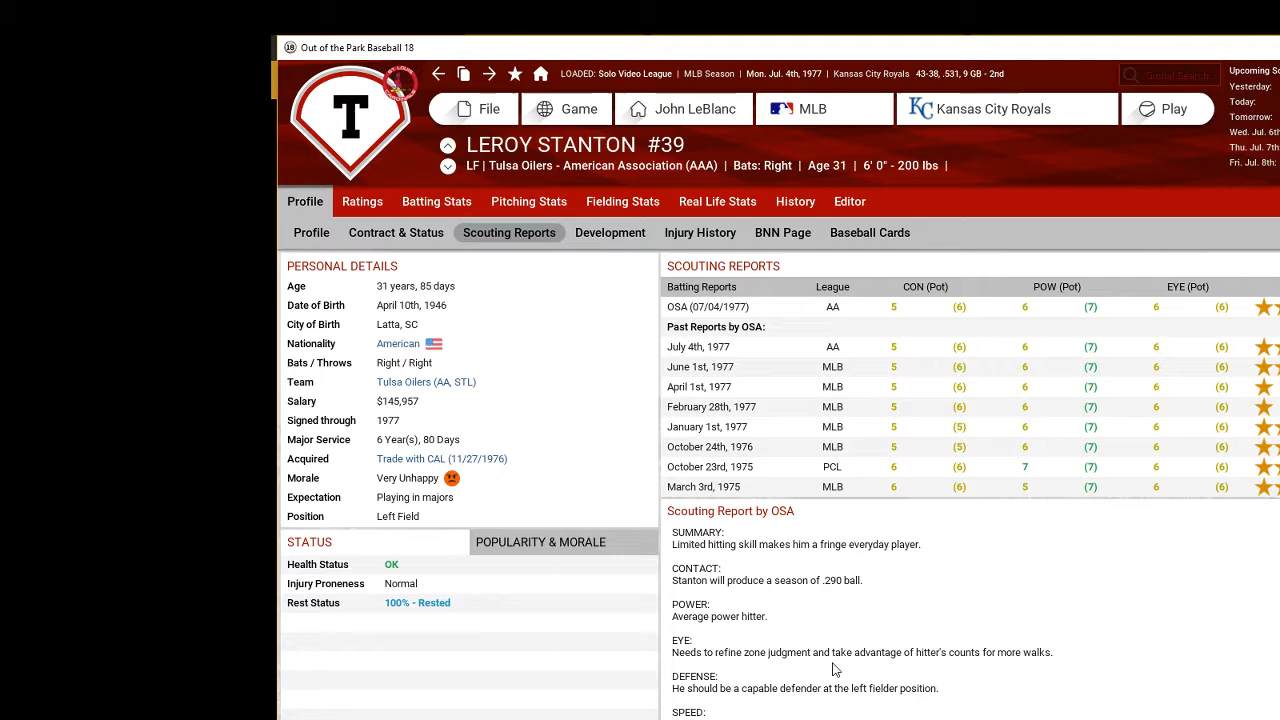 18 Out of the Park Baseball 18
LOADED: Solo Video League | MLB Season | Mon. Jul. 4th, 1977 | Kansas City Royals 43-38, .531, 9 GB - 2nd
Global Search...
Upcoming Sc
Yesterday:
Today:
Tomorrow:
Wed. Jul. 6th
Thu. Jul. 7th
Fri. Jul. 8th:
T
File Game John LeBlanc MLB KC Kansas City Royals Play
LEROY STANTON #39
LF | Tulsa Oilers - American Association (AAA) | Bats: Right | Age 31 | 6' 0" - 200 lbs |
Profile Ratings Batting Stats Pitching Stats Fielding Stats Real Life Stats History Editor
Profile Contract & Status Scouting Reports Development Injury History BNN Page Baseball Cards
PERSONAL DETAILS
Age 31 years, 85 days
Date of Birth April 10th, 1946
City of Birth Latta, SC
Nationality American
Bats / Throws Right / Right
Team Tulsa Oilers (AA, STL)
Salary $145,957
Signed through 1977
Major Service 6 Year(s), 80 Days
Acquired Trade with CAL (11/27/1976)
Morale Very Unhappy
Expectation Playing in majors
Position Left Field
STATUS POPULARITY & MORALE
Health Status OK
Injury Proneness Normal
Rest Status 100% - Rested
SCOUTING REPORTS
Batting Reports League CON (Pot) POW (Pot) EYE (Pot)
OSA (07/04/1977) AA 5 (6) 6 (7) 6 (6)
Past Reports by OSA:
July 4th, 1977 AA 5 (6) 6 (7) 6 (6)
June 1st, 1977 MLB 5 (6) 6 (7) 6 (6)
April 1st, 1977 MLB 5 (6) 6 (7) 6 (6)
February 28th, 1977 MLB 5 (6) 6 (7) 6 (6)
January 1st, 1977 MLB 5 (5) 6 (7) 6 (6)
October 24th, 1976 MLB 5 (5) 6 (7) 6 (6)
October 23rd, 1975 PCL 6 (6) 7 (7) 6 (6)
March 3rd, 1975 MLB 6 (6) 5 (7) 6 (6)
Scouting Report by OSA
SUMMARY:
Limited hitting skill makes him a fringe everyday player.
CONTACT:
Stanton will produce a season of .290 ball.
POWER:
Average power hitter.
EYE:
Needs to refine zone judgment and take advantage of hitter's counts for more walks.
DEFENSE:
He should be a capable defender at the left fielder position.
SPEED: